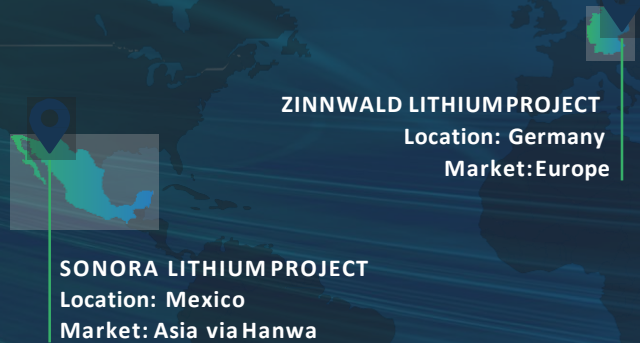 ZINNWALD LITHIUM PROJECT
Location: Germany
Market: Europe
SONORA LITHIUM PROJECT
Location: Mexico
Market: Asia via Hanwa